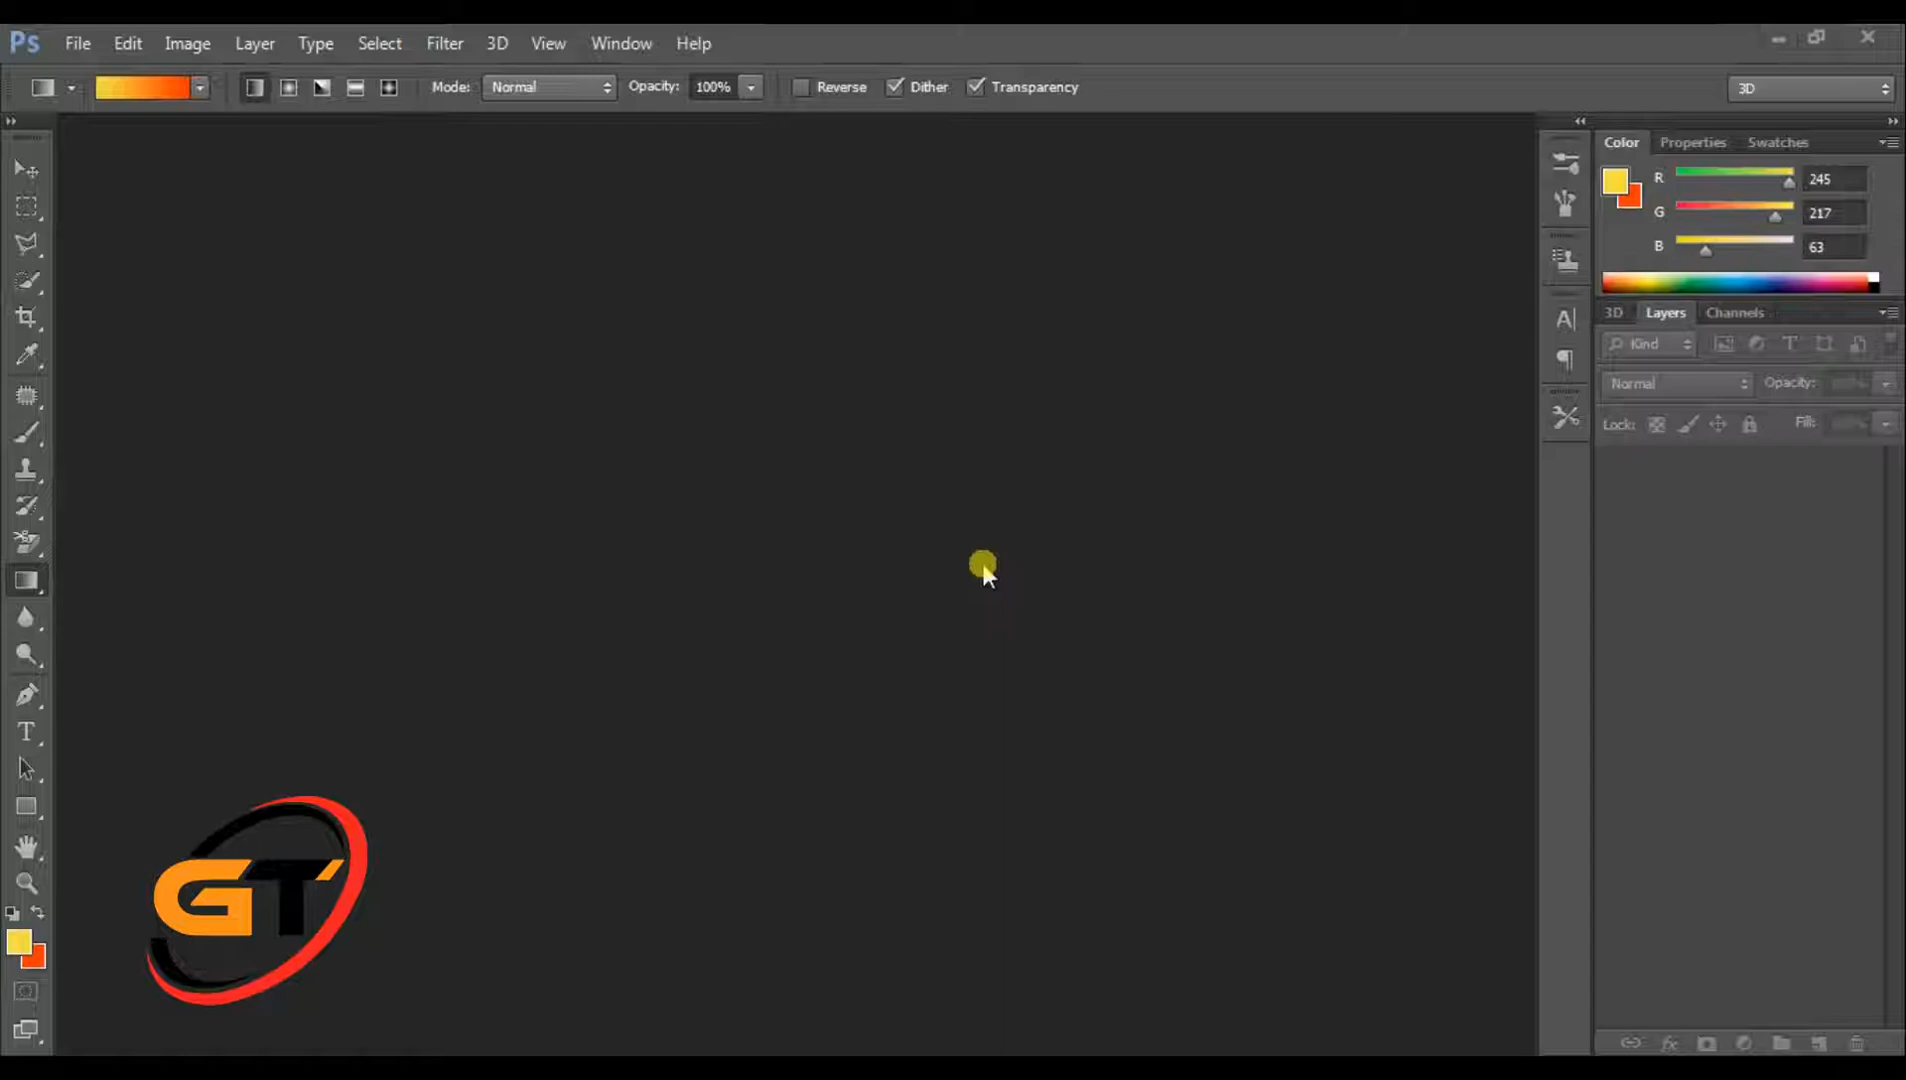 Ps File Edit Image Layer Type Select Filter 3D View Window Help
Mode: Normal Opacity: 100% Reverse Dither Transparency 3D
Color Properties Swatches
R 245
G 217
B 63
3D Layers Channels
Kind T
Normal Opacity:
Lock: Fill:
A
¶
T
GT
fx